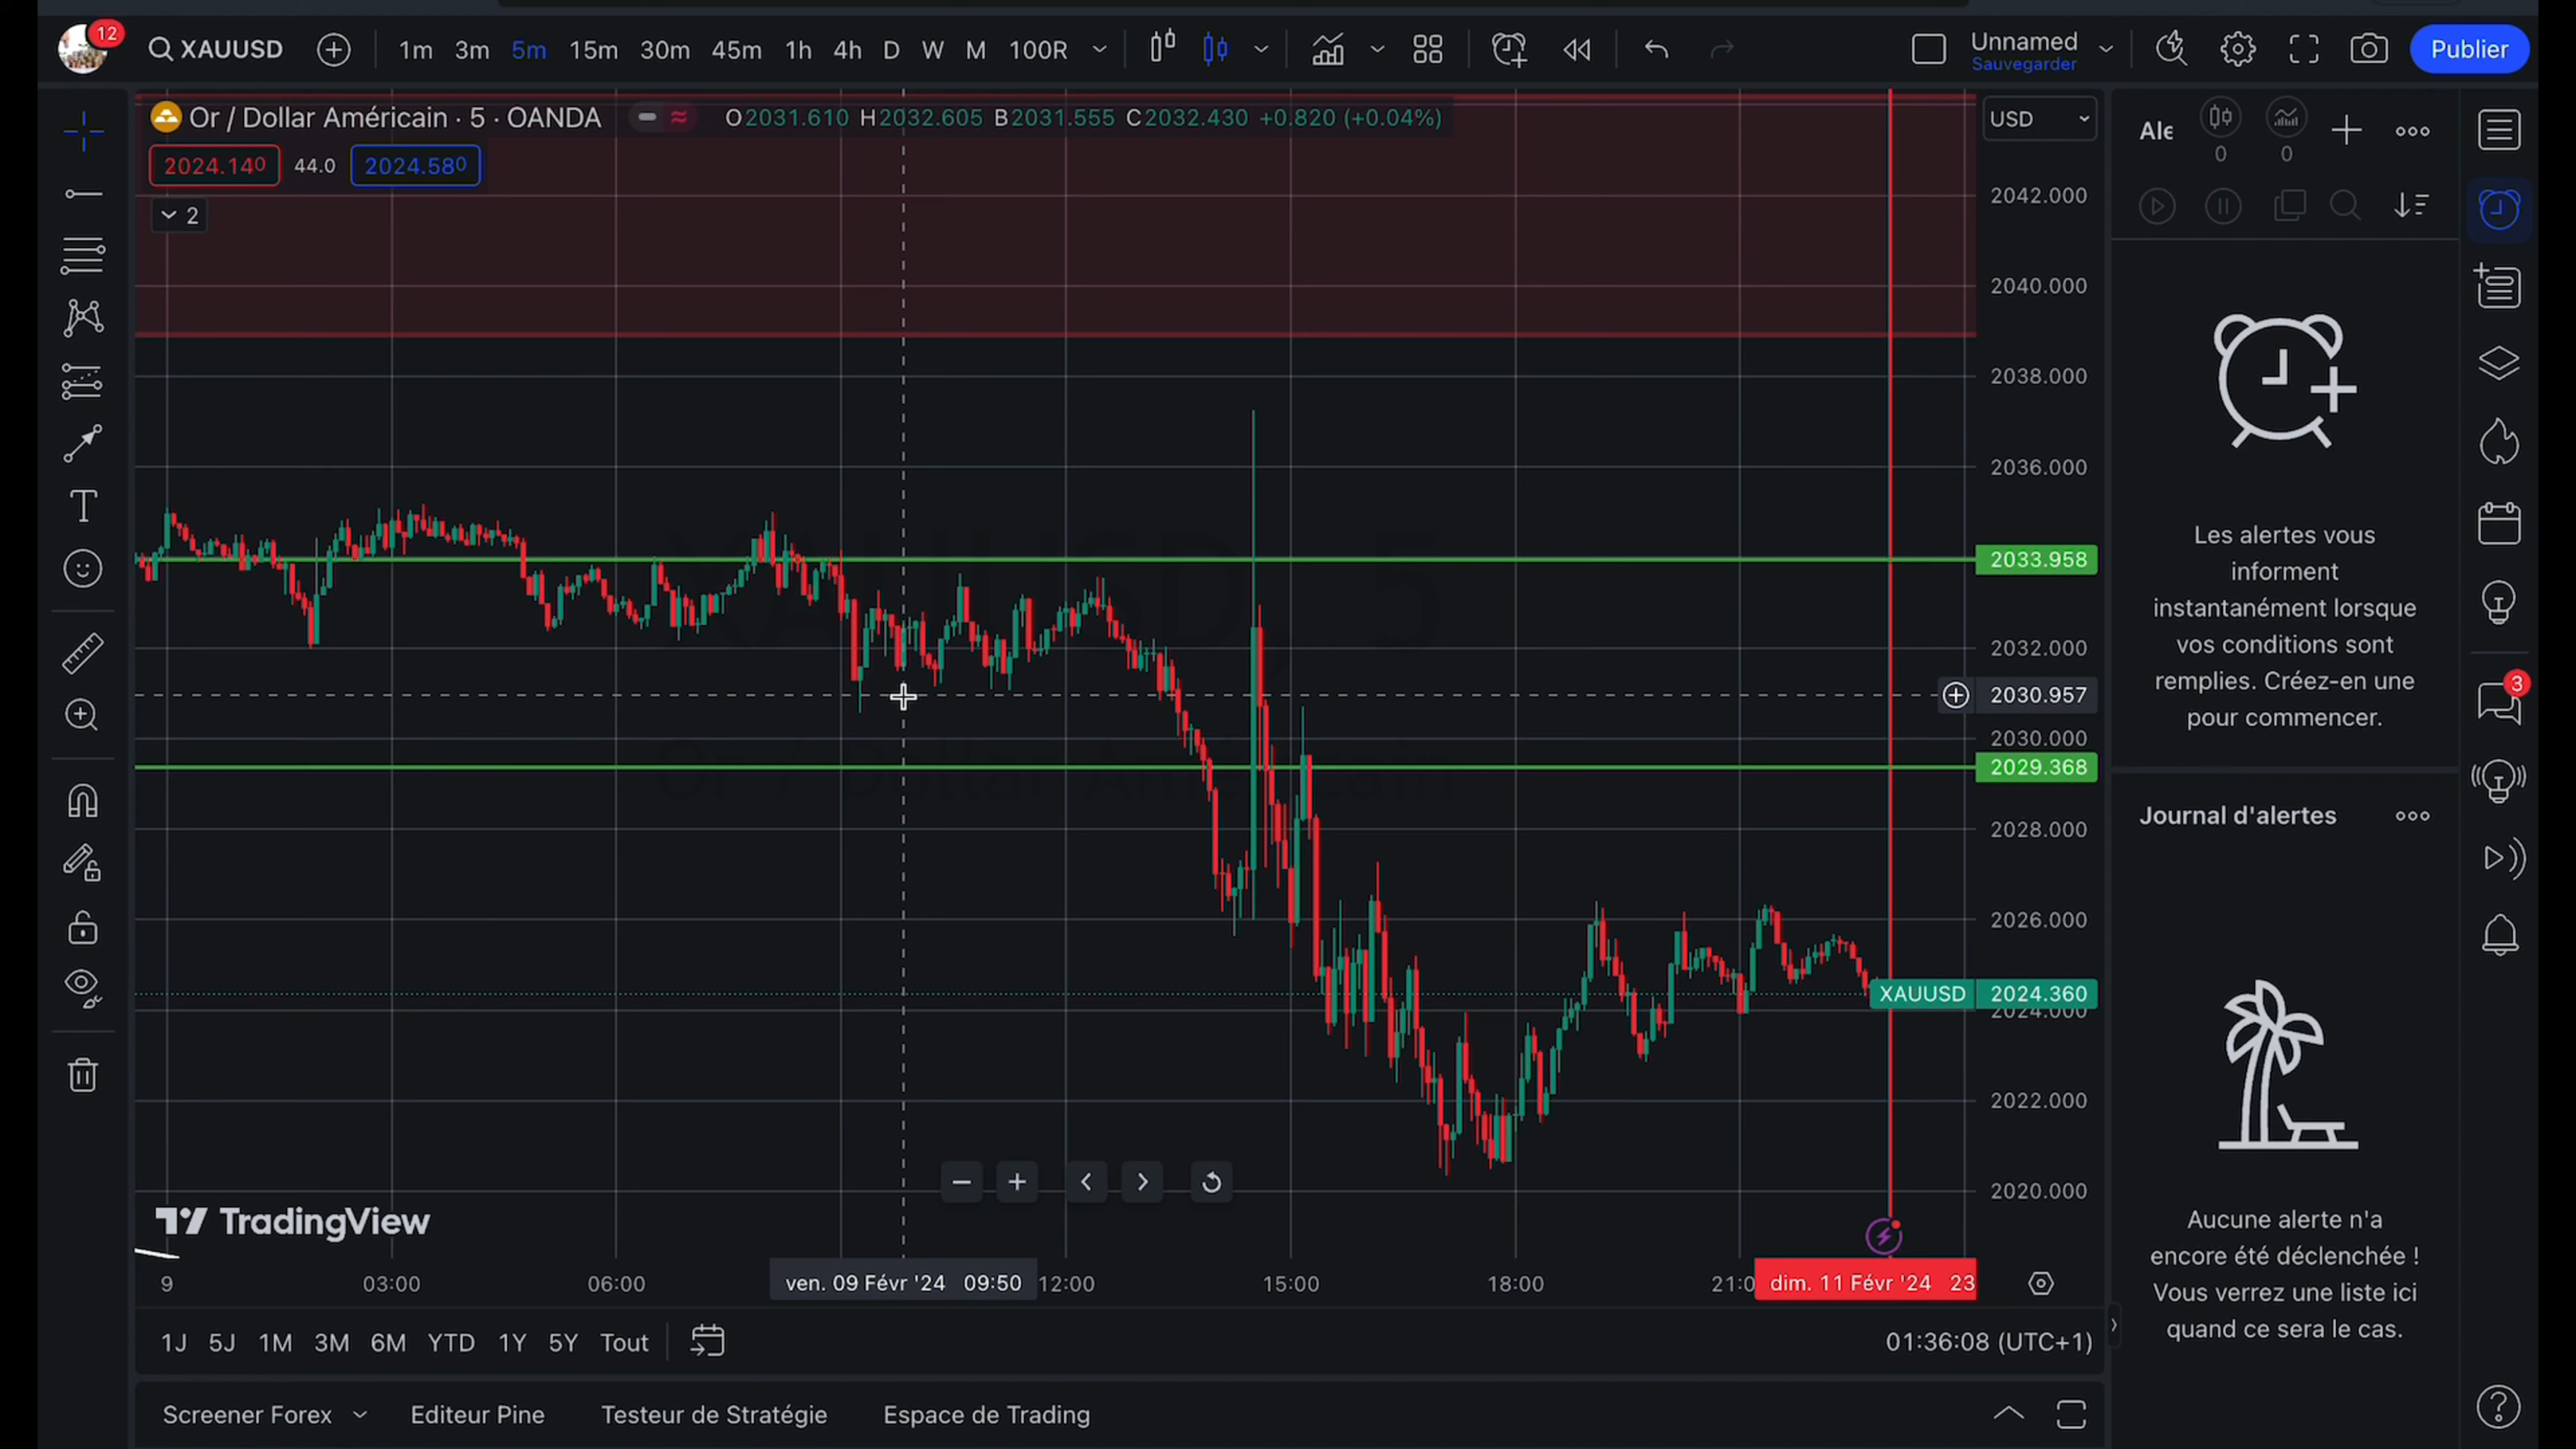 12
XAUUSD
1m 3m 5m 15m 30m 45m 1h 4h D W M 100R
Unnamed
Sauvegarder
Publier
Or / Dollar Américain · 5 · OANDA
O2031.610 H2032.605 B2031.555 C2032.430 +0.820 (+0.04%)
USD
2024.140 44.0 2024.580
2
Ale
0 0
2042.000
2040.000
2038.000
2036.000
2033.958
2032.000
2030.957
2030.000
2029.368
2028.000
2026.000
XAUUSD 2024.360
2024.000
2022.000
2020.000
Les alertes vous
informent
instantanément lorsque
vos conditions sont
remplies. Créez-en une
pour commencer.
3
Journal d'alertes
Aucune alerte n'a
encore été déclenchée !
Vous verrez une liste ici
quand ce sera le cas.
TradingView
9 03:00 06:00 ven. 09 Févr '24 09:50 12:00 15:00 18:00 21:0 dim. 11 Févr '24 23
1J 5J 1M 3M 6M YTD 1Y 5Y Tout
01:36:08 (UTC+1)
Screener Forex Editeur Pine Testeur de Stratégie Espace de Trading